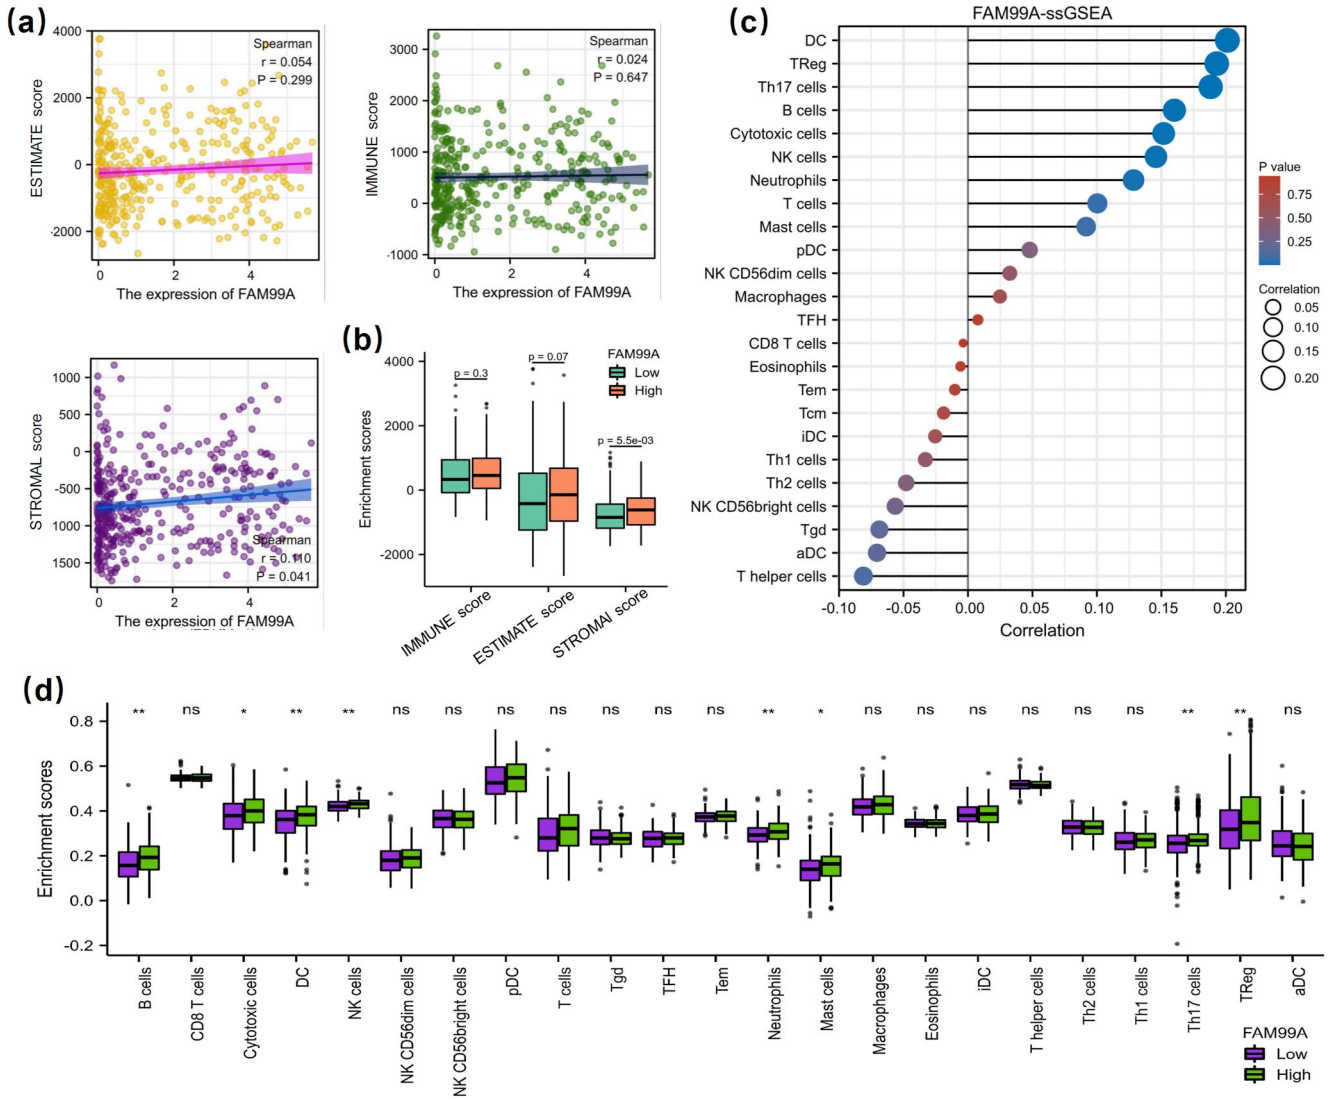 (a)
4000
2000
0
-2000
ESTIMATE score
Spearman
r = 0.054
P = 0.299
0 2 4
The expression of FAM99A
3000
2000
1000
0
-1000
IMMUNE score
Spearman
r = 0.024
P = 0.647
0 2 4
The expression of FAM99A
1000
500
0
-500
1000
1500
STROMAL score
Spearman
r = 0.110
P = 0.041
0 2 4
The expression of FAM99A
(b)
4000
2000
0
-2000
Enrichment scores
p = 0.3
p = 0.07
p = 5.5e-03
FAM99A
Low
High
IMMUNE score
ESTIMATE score
STROMAl score
(c)
FAM99A-ssGSEA
DC
TReg
Th17 cells
B cells
Cytotoxic cells
NK cells
Neutrophils
T cells
Mast cells
pDC
NK CD56dim cells
Macrophages
TFH
CD8 T cells
Eosinophils
Tem
Tcm
iDC
Th1 cells
Th2 cells
NK CD56bright cells
Tgd
aDC
T helper cells
-0.10 -0.05 0.00 0.05 0.10 0.15 0.20
Correlation
P value
0.75
0.50
0.25
Correlation
0.05
0.10
0.15
0.20
(d)
** ns * ** ** ns ns ns ns ns ns ns ** * ns ns ns ns ns ns ** ** ns
0.8
0.6
0.4
0.2
0.0
-0.2
Enrichment scores
B cells
CD8 T cells
Cytotoxic cells
DC
NK cells
NK CD56dim cells
NK CD56bright cells
pDC
T cells
Tgd
TFH
Tem
Neutrophils
Mast cells
Macrophages
Eosinophils
iDC
T helper cells
Th2 cells
Th1 cells
Th17 cells
TReg
aDC
FAM99A
Low
High